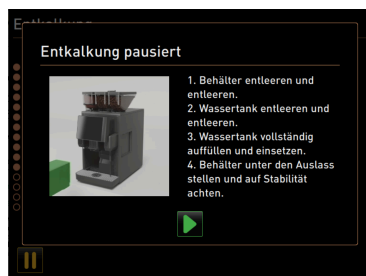 Entkalkung
Entkalkung pausiert
1. Behälter entleeren und
entleeren.
2. Wassertank entleeren und
entleeren.
3. Wassertank vollständig
auffüllen und einsetzen.
4. Behälter unter den Auslass
stellen und auf Stabilität
achten.